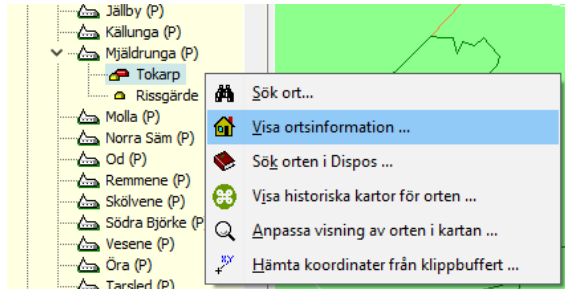 Jällby (P)
Källunga (P)
Mjäldrunga (P)
Tokarp
Rissgärde
Molla (P)
Norra Säm (P)
Od (P)
Remmene (P)
Skölvene (P)
Södra Björke (P
Vesene (P)
Öra (P)
Tarsled (P)
Sök ort...
Visa ortsinformation ...
Sök orten i Dispos ...
Visa historiska kartor för orten ...
Anpassa visning av orten i kartan ...
X,Y
Hämta koordinater från klippbuffert ...